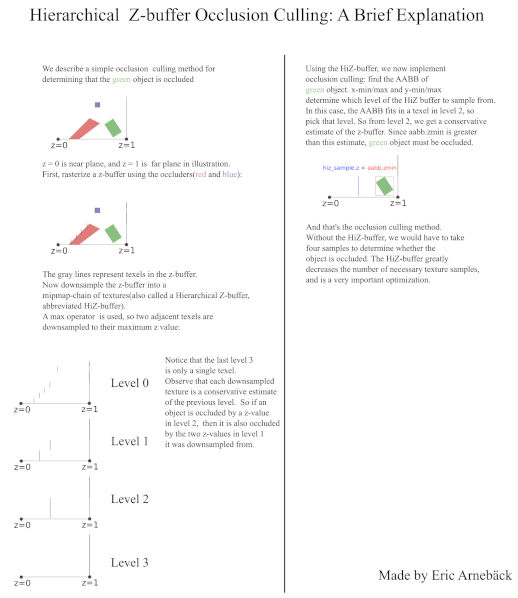 Hierarchical Z-buffer Occlusion Culling: A Brief Explanation
We describe a simple occlusion culling method for
determining that the green object is occluded
z=0 z=1
z = 0 is near plane, and z = 1 is far plane in illustration.
First, rasterize a z-buffer using the occluders(red and blue):
z=0 z=1
The gray lines represent texels in the z-buffer.
Now downsample the z-buffer into a
mipmap-chain of textures(also called a Hierarchical Z-buffer,
abbreviated HiZ-buffer).
A max operator is used, so two adjacent texels are
downsampled to their maximum z value:
Level 0
z=0 z=1
Level 1
z=0 z=1
Level 2
z=0 z=1
Level 3
z=0 z=1
Notice that the last level 3
is only a single texel.
Observe that each downsampled
texture is a conservative estimate
of the previous level. So if an
object is occluded by a z-value
in level 2, then it is also occluded
by the two z-values in level 1
it was downsampled from.
Using the HiZ-buffer, we now implement
occlusion culling: find the AABB of
green object. x-min/max and y-min/max
determine which level of the HiZ buffer to sample from.
In this case, the AABB fits in a texel in level 2, so
pick that level. So from level 2, we get a conservative
estimate of the z-buffer. Since aabb.zmin is greater
than this estimate, green object must be occluded.
hiz_sample.z < aabb.zmin
z=0 z=1
And that's the occlusion culling method.
Without the HiZ-buffer, we would have to take
four samples to determine whether the
object is occluded. The HiZ-buffer greatly
decreases the number of necessary texture samples,
and is a very important optimization.
Made by Eric Arnebäck